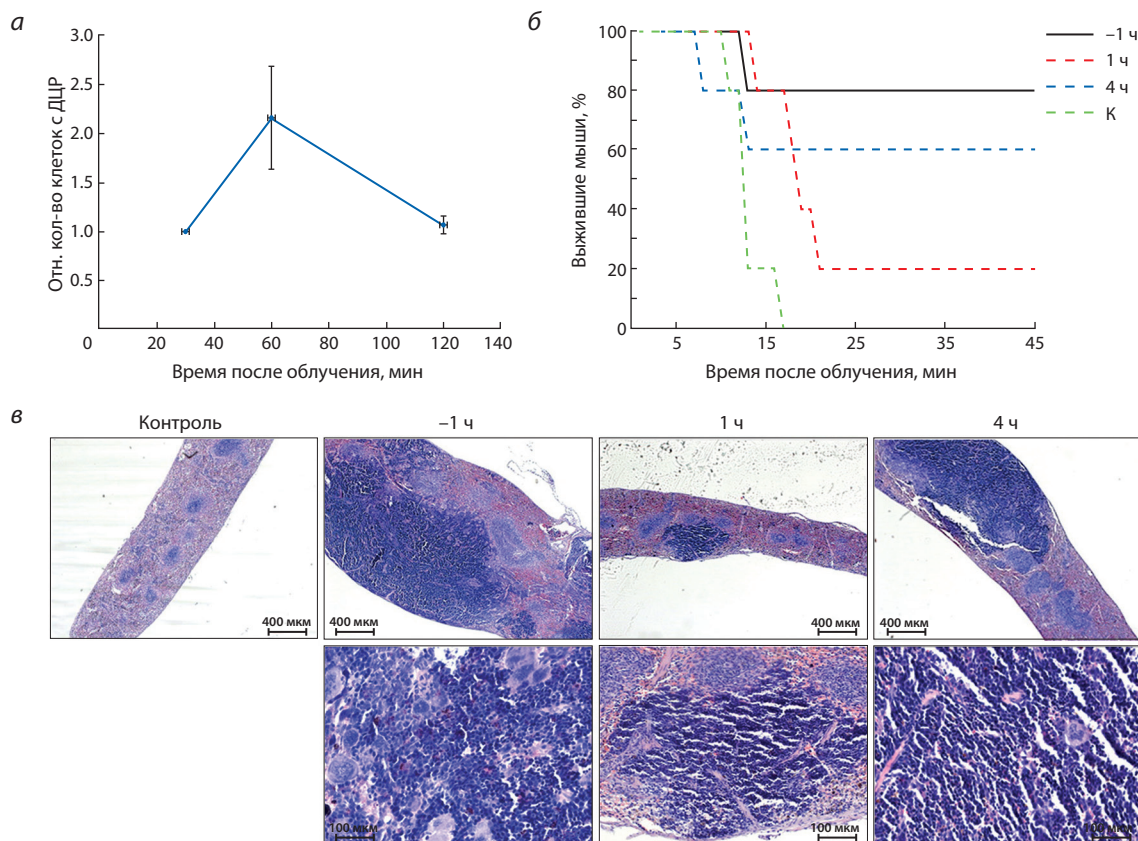 а
Отн. кол-во клеток с ДЦР
3.0
2.5
2.0
1.5
1.0
0.5
0
20
40
60
80
100
120
140
Время после облучения, мин
б
Выжившие мыши, %
100
80
60
40
20
0
5
15
25
35
45
Время после облучения, мин
–1 ч
1 ч
4 ч
К
в
Контроль
–1 ч
1 ч
4 ч
400 мкм
400 мкм
400 мкм
400 мкм
100 мкм
100 мкм
100 мкм